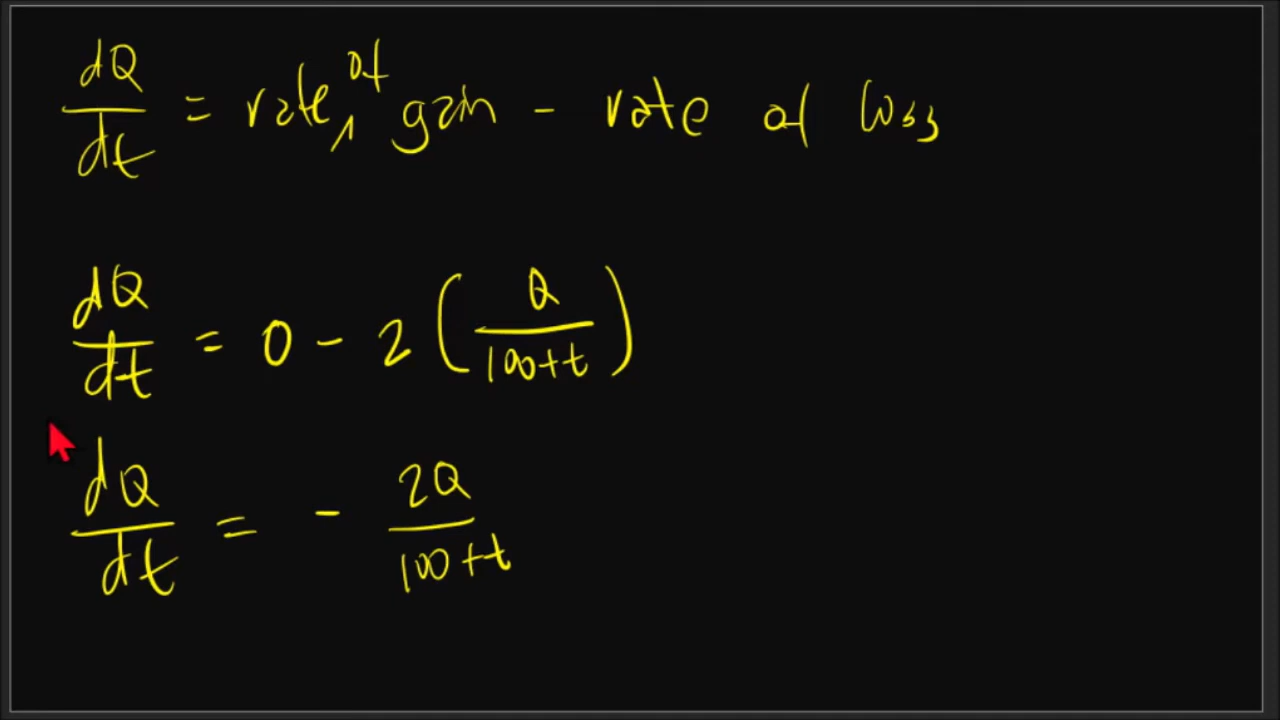 dQ/dt = rate of gain - rate of loss
dQ/dt = 0 - 2 (Q/(100+t))
dQ/dt = - 2Q/(100+t)